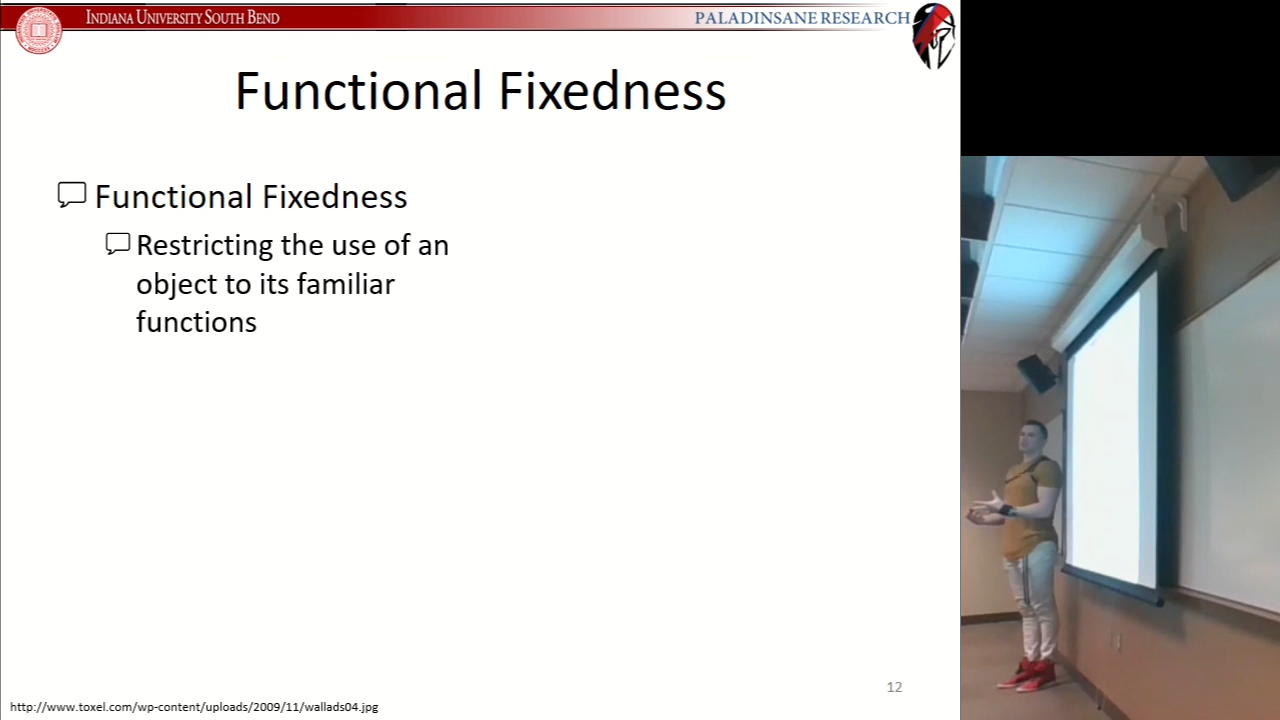 INDIANA UNIVERSITY SOUTH BEND
PALADINSANE RESEARCH
Functional Fixedness
Functional Fixedness
Restricting the use of an
object to its familiar
functions
12
http://www.toxel.com/wp-content/uploads/2009/11/wallads04.jpg